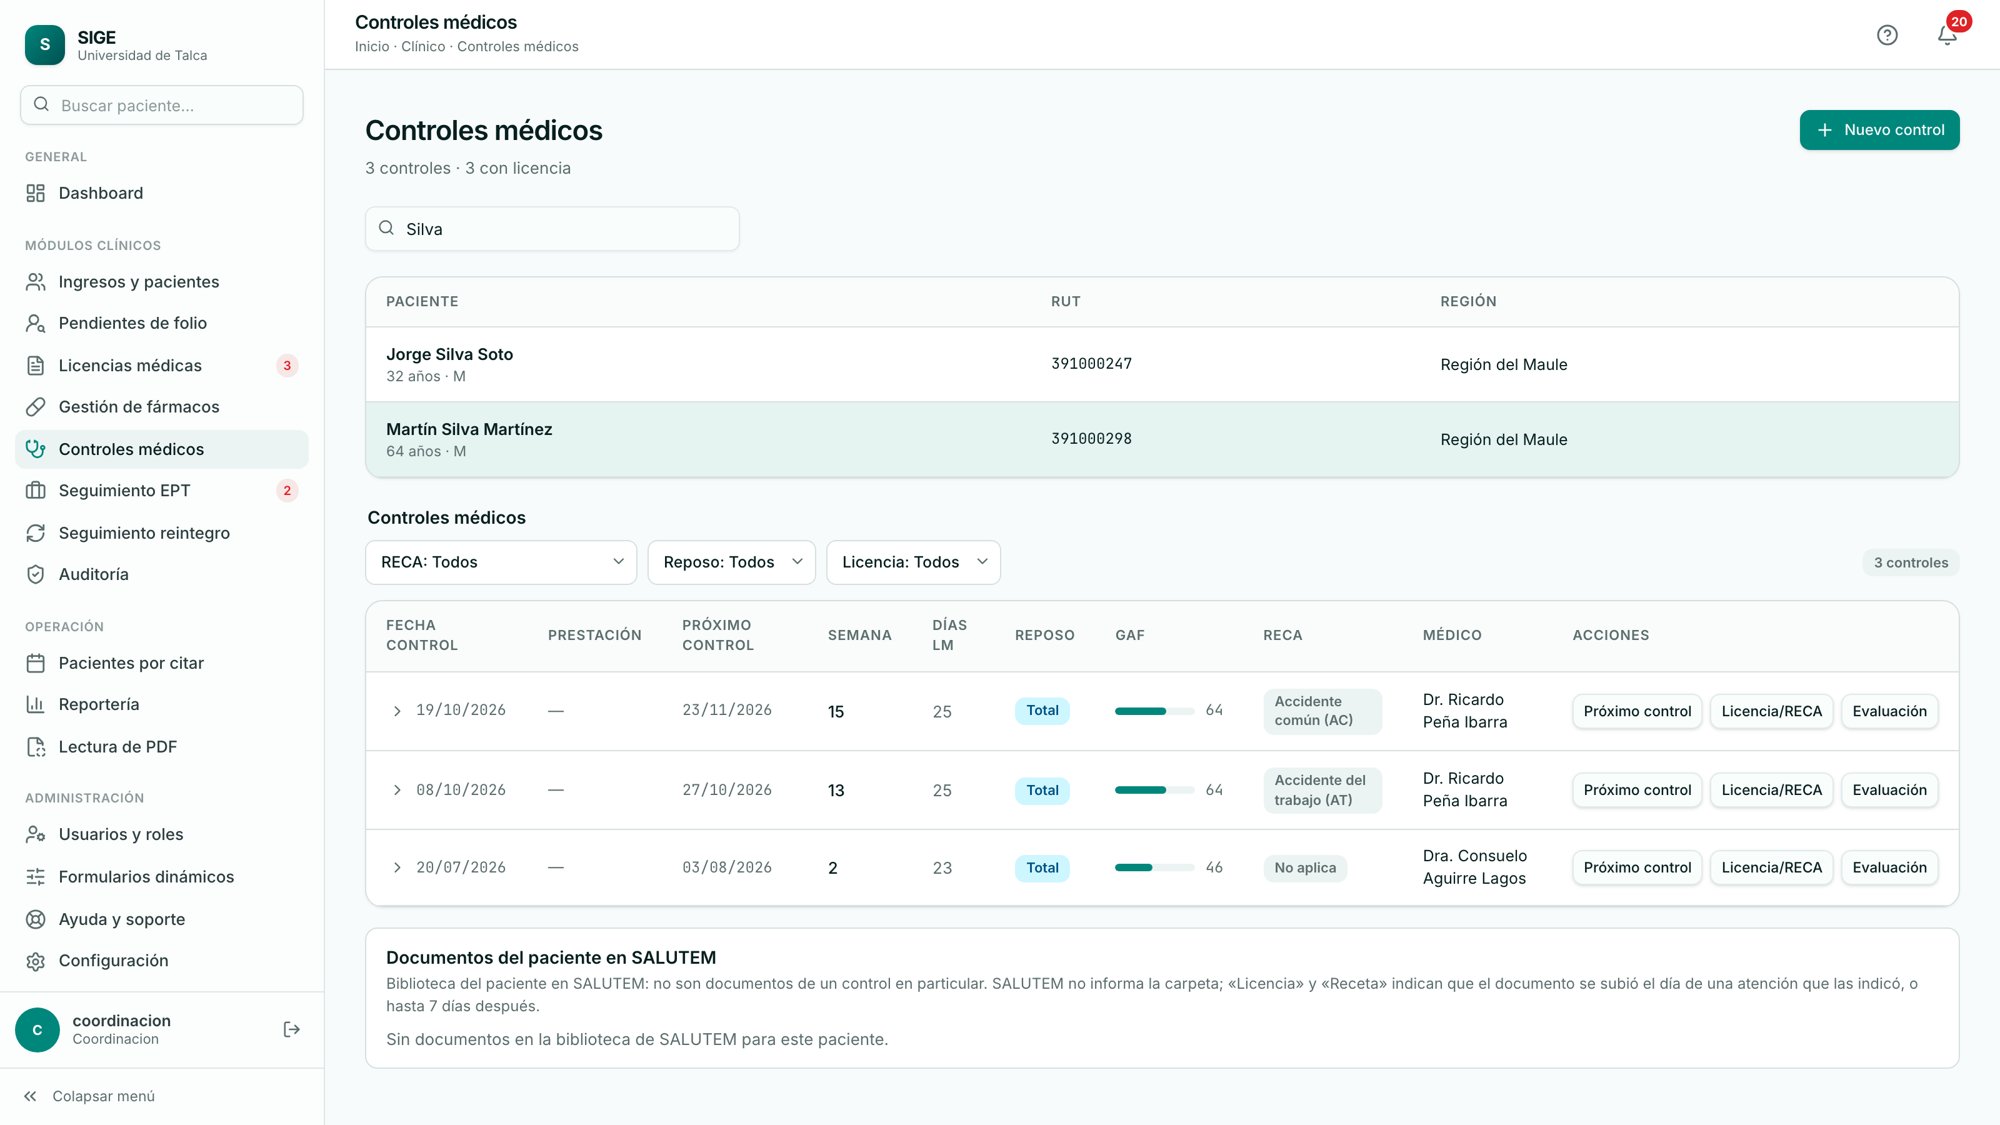 S
SIGE
Universidad de Talca
Buscar paciente...
GENERAL
Dashboard
MÓDULOS CLÍNICOS
Ingresos y pacientes
Pendientes de folio
Licencias médicas 3
Gestión de fármacos
Controles médicos
Seguimiento EPT 2
Seguimiento reintegro
Auditoría
OPERACIÓN
Pacientes por citar
Reportería
Lectura de PDF
ADMINISTRACIÓN
Usuarios y roles
Formularios dinámicos
Ayuda y soporte
Configuración
C
coordinacion
Coordinacion
Colapsar menú
Controles médicos
Inicio · Clínico · Controles médicos
20
Controles médicos
3 controles · 3 con licencia
Nuevo control
Silva
PACIENTE RUT REGIÓN
Jorge Silva Soto
32 años · M
391000247
Región del Maule
Martín Silva Martínez
64 años · M
391000298
Región del Maule
Controles médicos
RECA: Todos Reposo: Todos Licencia: Todos 3 controles
FECHA CONTROL PRESTACIÓN PRÓXIMO CONTROL SEMANA DÍAS LM REPOSO GAF RECA MÉDICO ACCIONES
19/10/2026 — 23/11/2026 15 25 Total 64 Accidente común (AC) Dr. Ricardo Peña Ibarra Próximo control Licencia/RECA Evaluación
08/10/2026 — 27/10/2026 13 25 Total 64 Accidente del trabajo (AT) Dr. Ricardo Peña Ibarra Próximo control Licencia/RECA Evaluación
20/07/2026 — 03/08/2026 2 23 Total 46 No aplica Dra. Consuelo Aguirre Lagos Próximo control Licencia/RECA Evaluación
Documentos del paciente en SALUTEM
Biblioteca del paciente en SALUTEM: no son documentos de un control en particular. SALUTEM no informa la carpeta; «Licencia» y «Receta» indican que el documento se subió el día de una atención que las indicó, o
hasta 7 días después.
Sin documentos en la biblioteca de SALUTEM para este paciente.